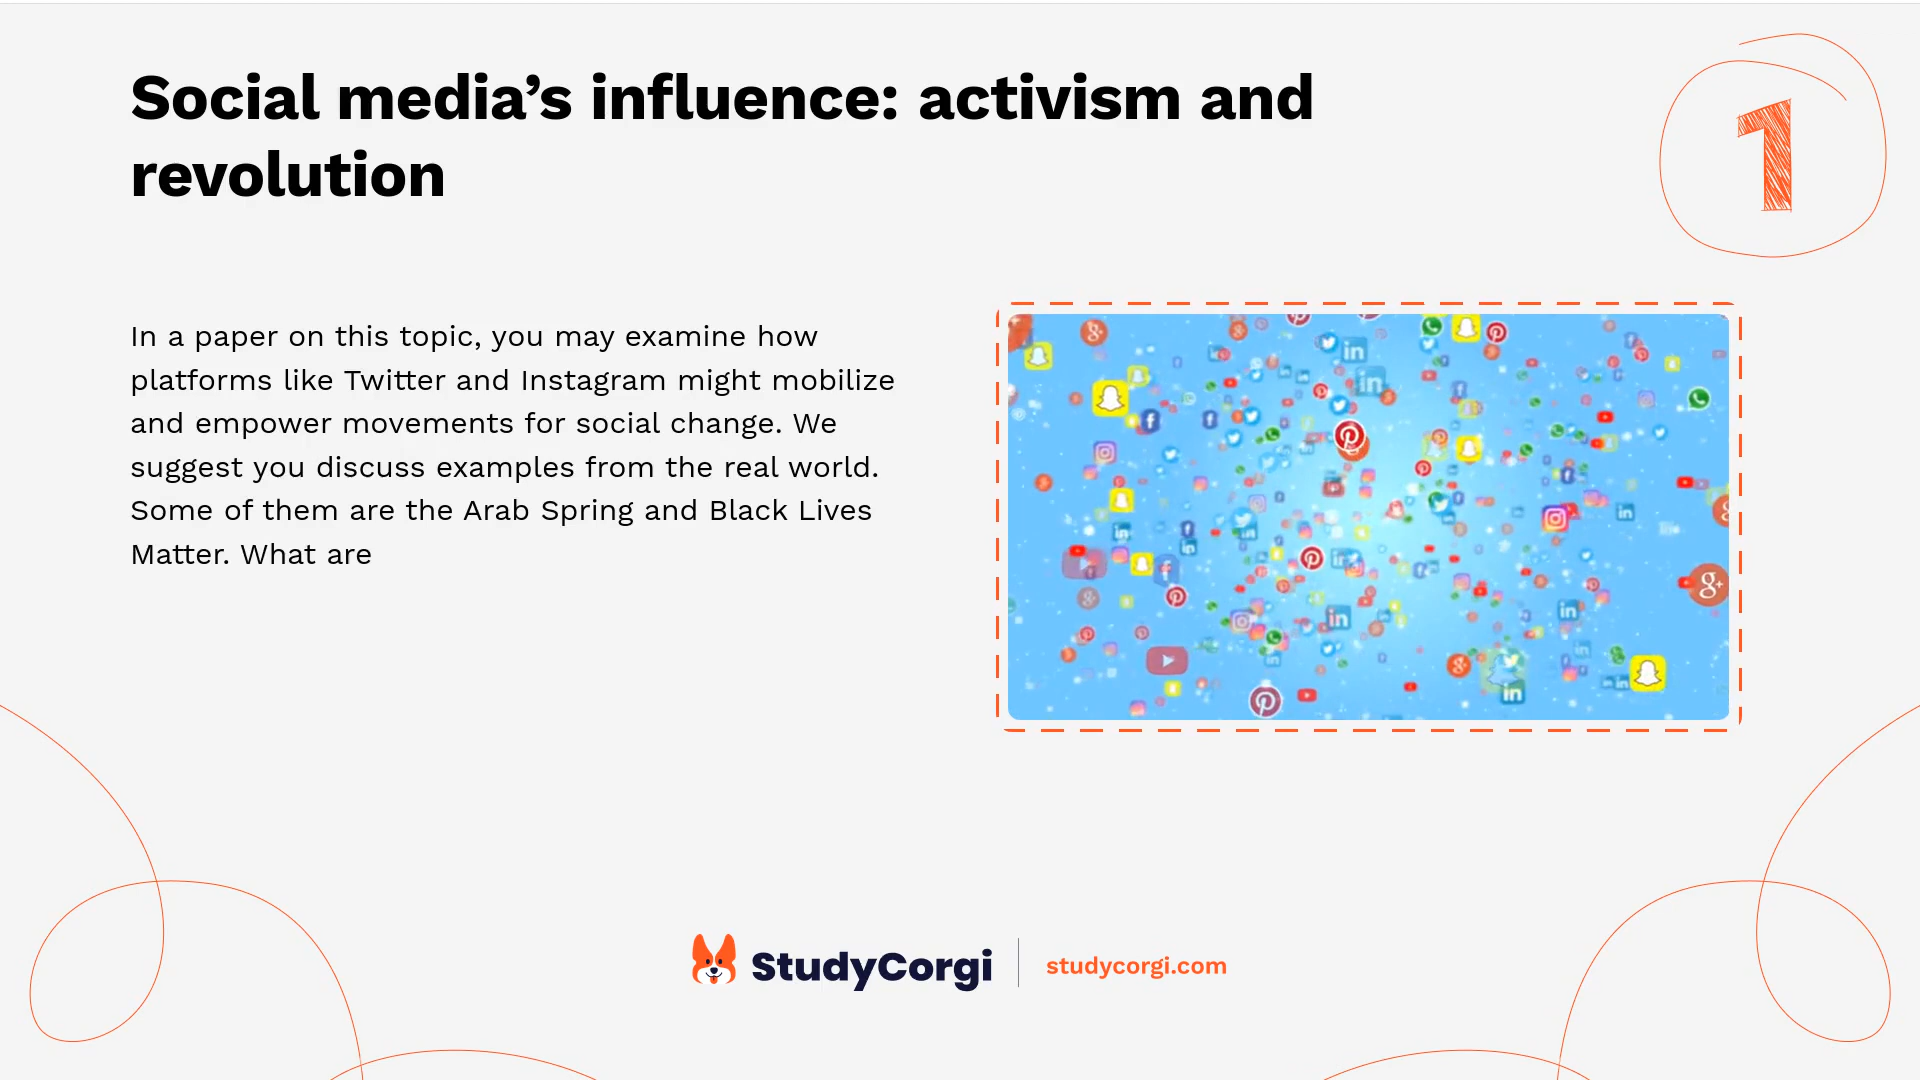 Social media’s influence: activism and
revolution
1
In a paper on this topic, you may examine how
platforms like Twitter and Instagram might mobilize
and empower movements for social change. We
suggest you discuss examples from the real world.
Some of them are the Arab Spring and Black Lives
Matter. What are
StudyCorgi
studycorgi.com